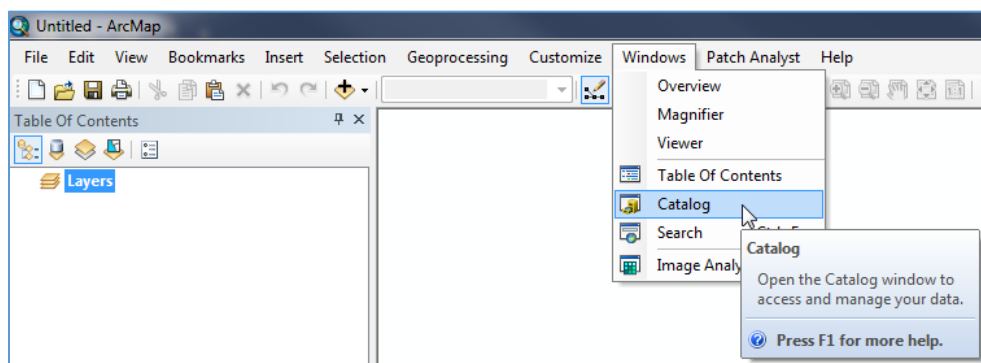 Untitled - ArcMap
File Edit View Bookmarks Insert Selection Geoprocessing Customize Windows Patch Analyst Help
Table Of Contents
Layers
Overview
Magnifier
Viewer
Table Of Contents
Catalog
Search
Image Analy
Catalog
Open the Catalog window to
access and manage your data.
Press F1 for more help.